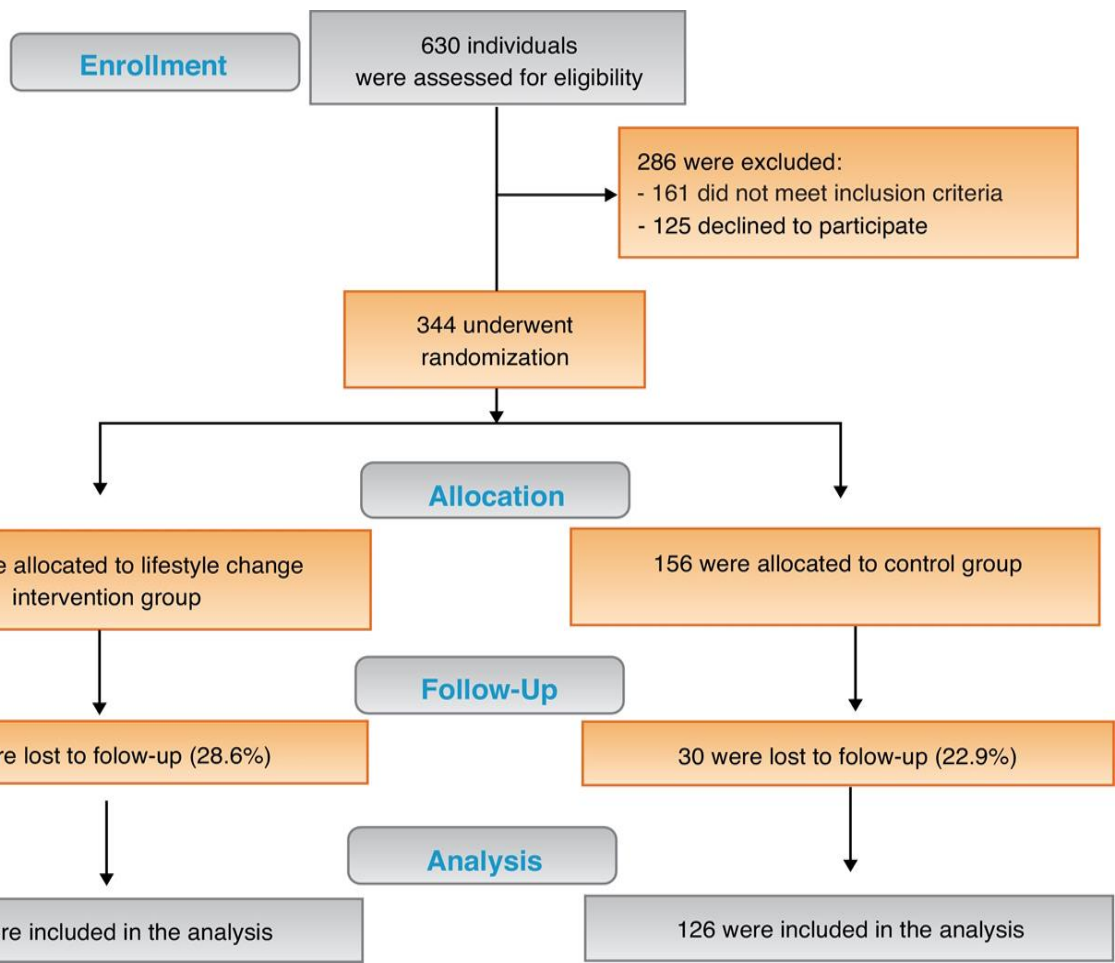 Enrollment
630 individuals
were assessed for eligibility
286 were excluded:
- 161 did not meet inclusion criteria
- 125 declined to participate
344 underwent
randomization
Allocation
allocated to lifestyle change
intervention group
156 were allocated to control group
Follow-Up
lost to folow-up (28.6%)
30 were lost to folow-up (22.9%)
Analysis
included in the analysis
126 were included in the analysis